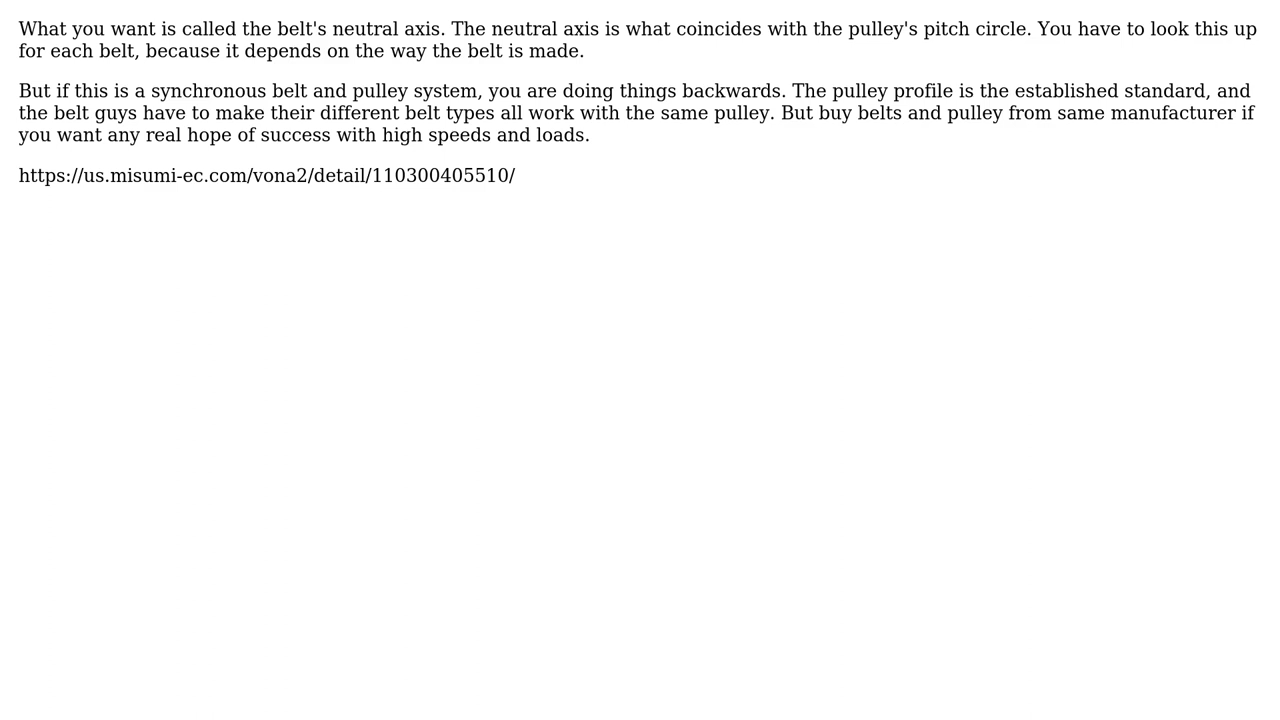 What you want is called the belt's neutral axis. The neutral axis is what coincides with the pulley's pitch circle. You have to look this up
for each belt, because it depends on the way the belt is made.
But if this is a synchronous belt and pulley system, you are doing things backwards. The pulley profile is the established standard, and
the belt guys have to make their different belt types all work with the same pulley. But buy belts and pulley from same manufacturer if
you want any real hope of success with high speeds and loads.
https://us.misumi-ec.com/vona2/detail/110300405510/